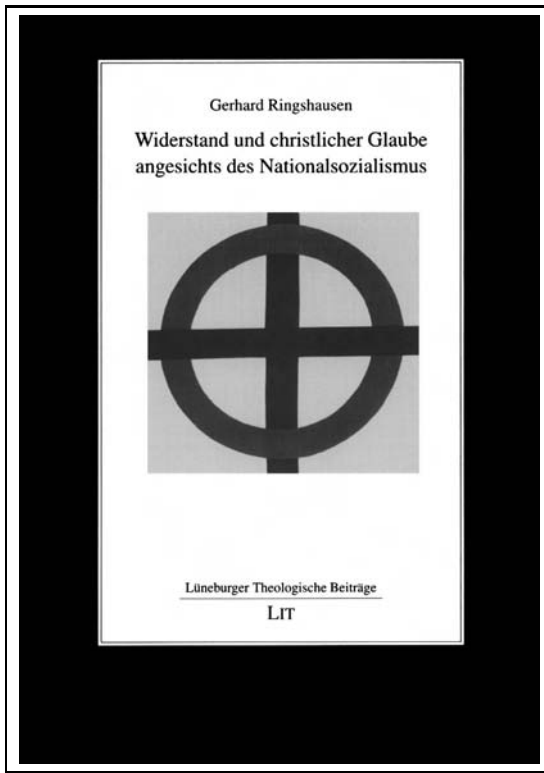 Gerhard Ringshausen
Widerstand und christlicher Glaube
angesichts des Nationalsozialismus
Lüneburger Theologische Beiträge
LIT